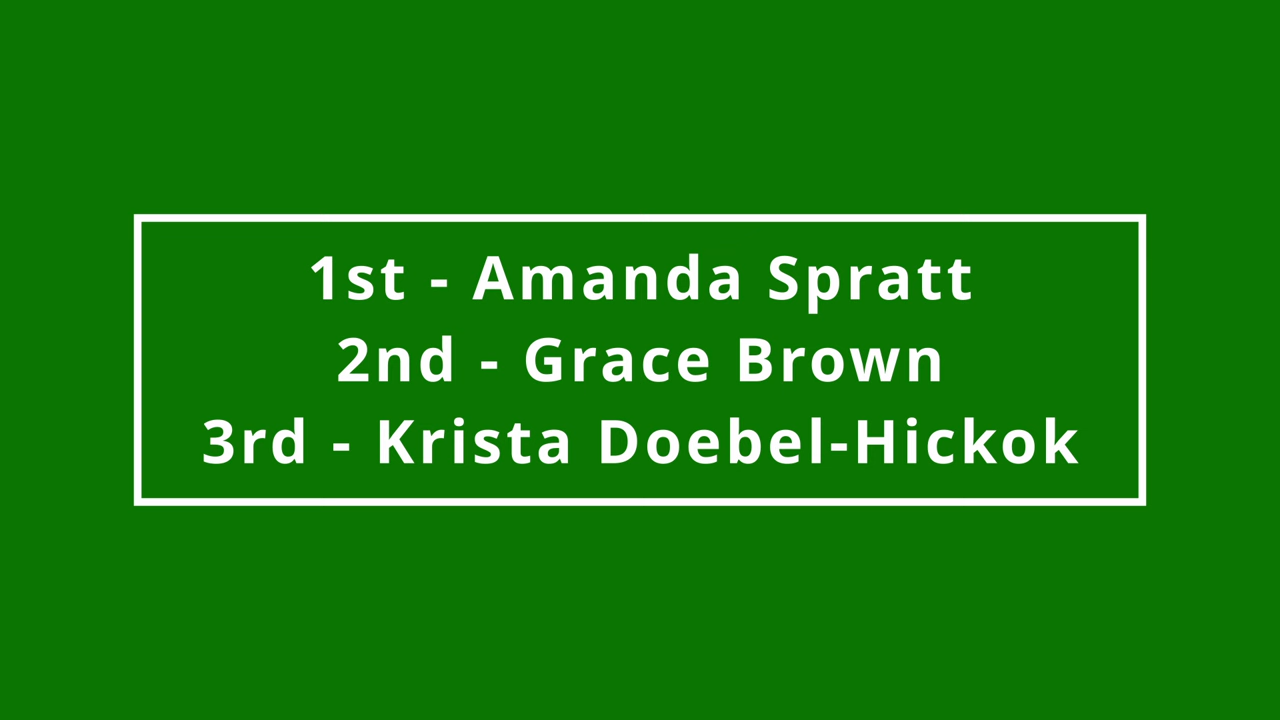 1st - Amanda Spratt
2nd - Grace Brown
3rd - Krista Doebel-Hickok